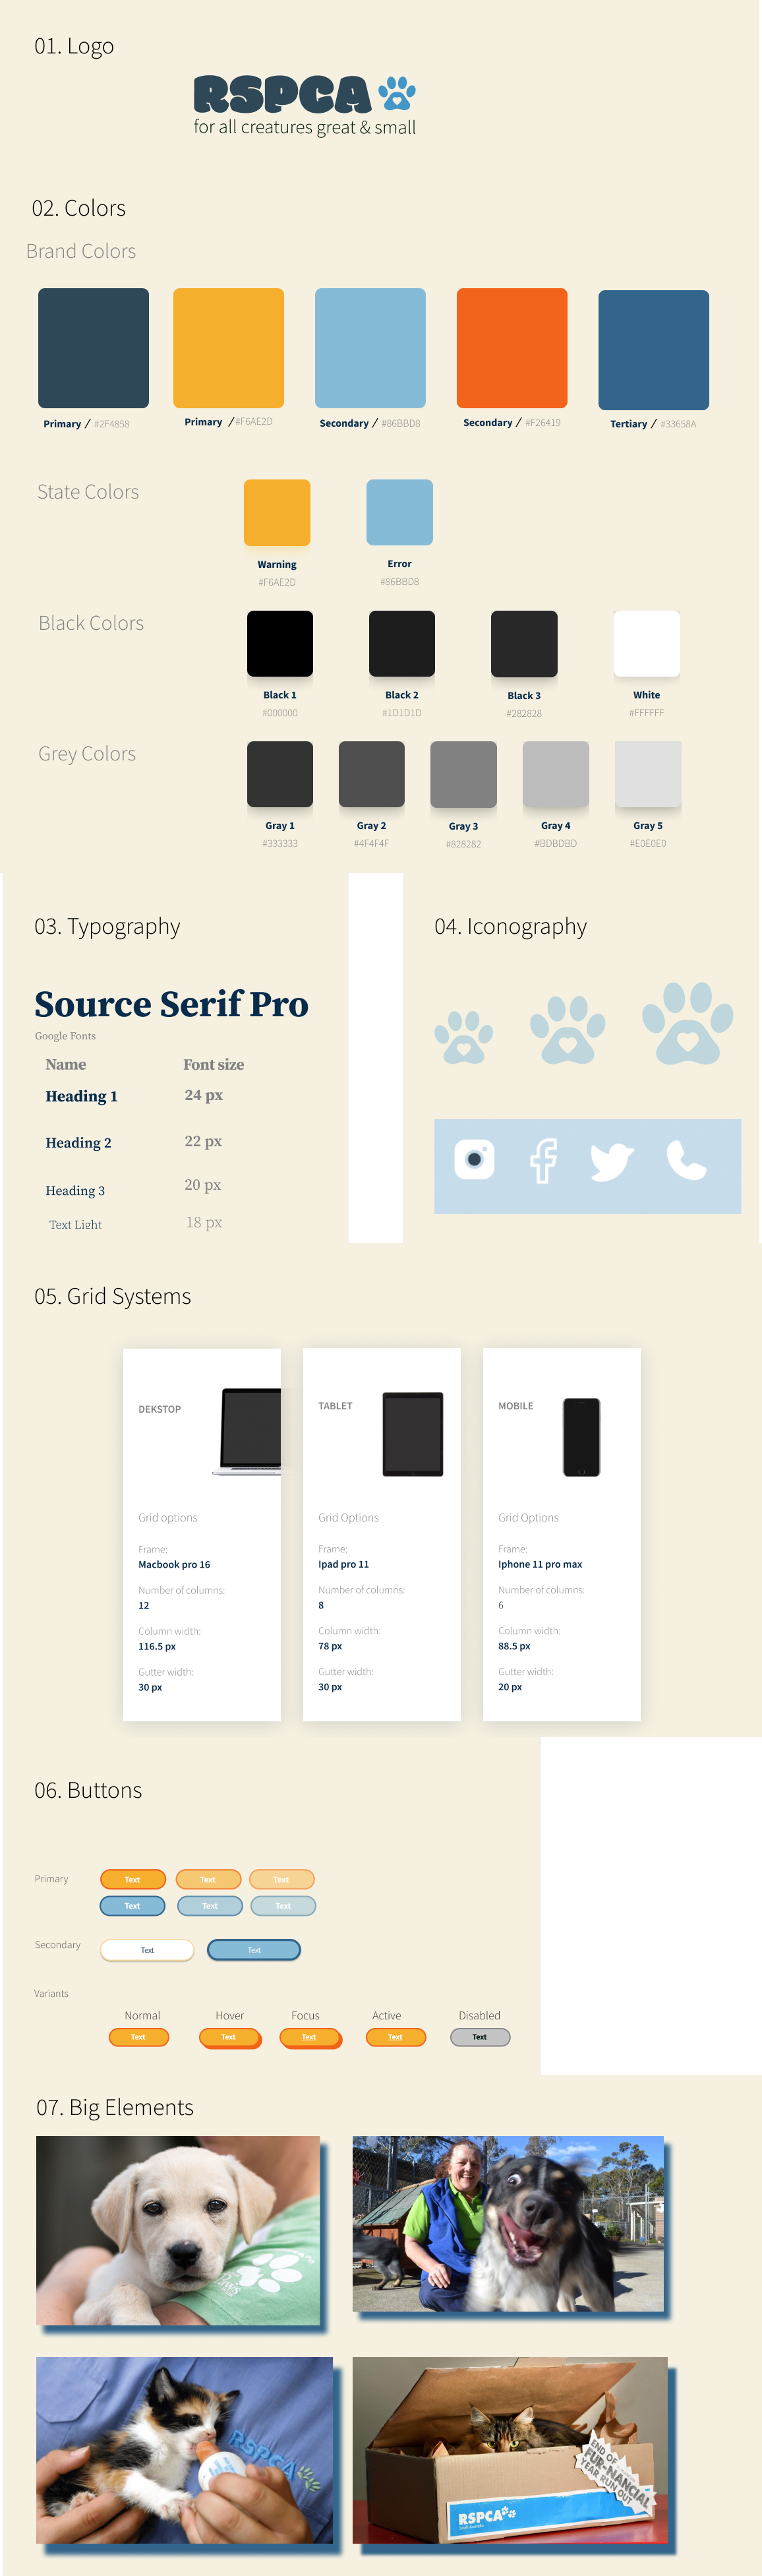 01. Logo
RSPCA
for all creatures great & small
02. Colors
Brand Colors
Primary / #2F4858
Primary /#F6AE2D
Secondary / #86BBD8
Secondary / #F26419
Tertiary / #33658A
State Colors
Warning
#F6AE2D
Error
#86BBD8
Black Colors
Black 1
#000000
Black 2
#1D1D1D
Black 3
#282828
White
#FFFFFF
Grey Colors
Gray 1
#333333
Gray 2
#4F4F4F
Gray 3
#828282
Gray 4
#BDBDBD
Gray 5
#E0E0E0
03. Typography
Source Serif Pro
Google Fonts
Name Font size
Heading 1 24 px
Heading 2 22 px
Heading 3 20 px
Text Light 18 px
04. Iconography
05. Grid Systems
DEKSTOP
Grid options
Frame:
Macbook pro 16
Number of columns:
12
Column width:
116.5 px
Gutter width:
30 px
TABLET
Grid Options
Frame:
Ipad pro 11
Number of columns:
8
Column width:
78 px
Gutter width:
30 px
MOBILE
Grid Options
Frame:
Iphone 11 pro max
Number of columns:
6
Column width:
88.5 px
Gutter width:
20 px
06. Buttons
Primary
Text Text Text
Text Text Text
Secondary
Text Text
Variants
Normal Hover Focus Active Disabled
Text Text Text Text Text
07. Big Elements
Paws
RSPCA
END OF
FUR-NANCIAL
YEAR RUN OUT
RSPCA
South Australia